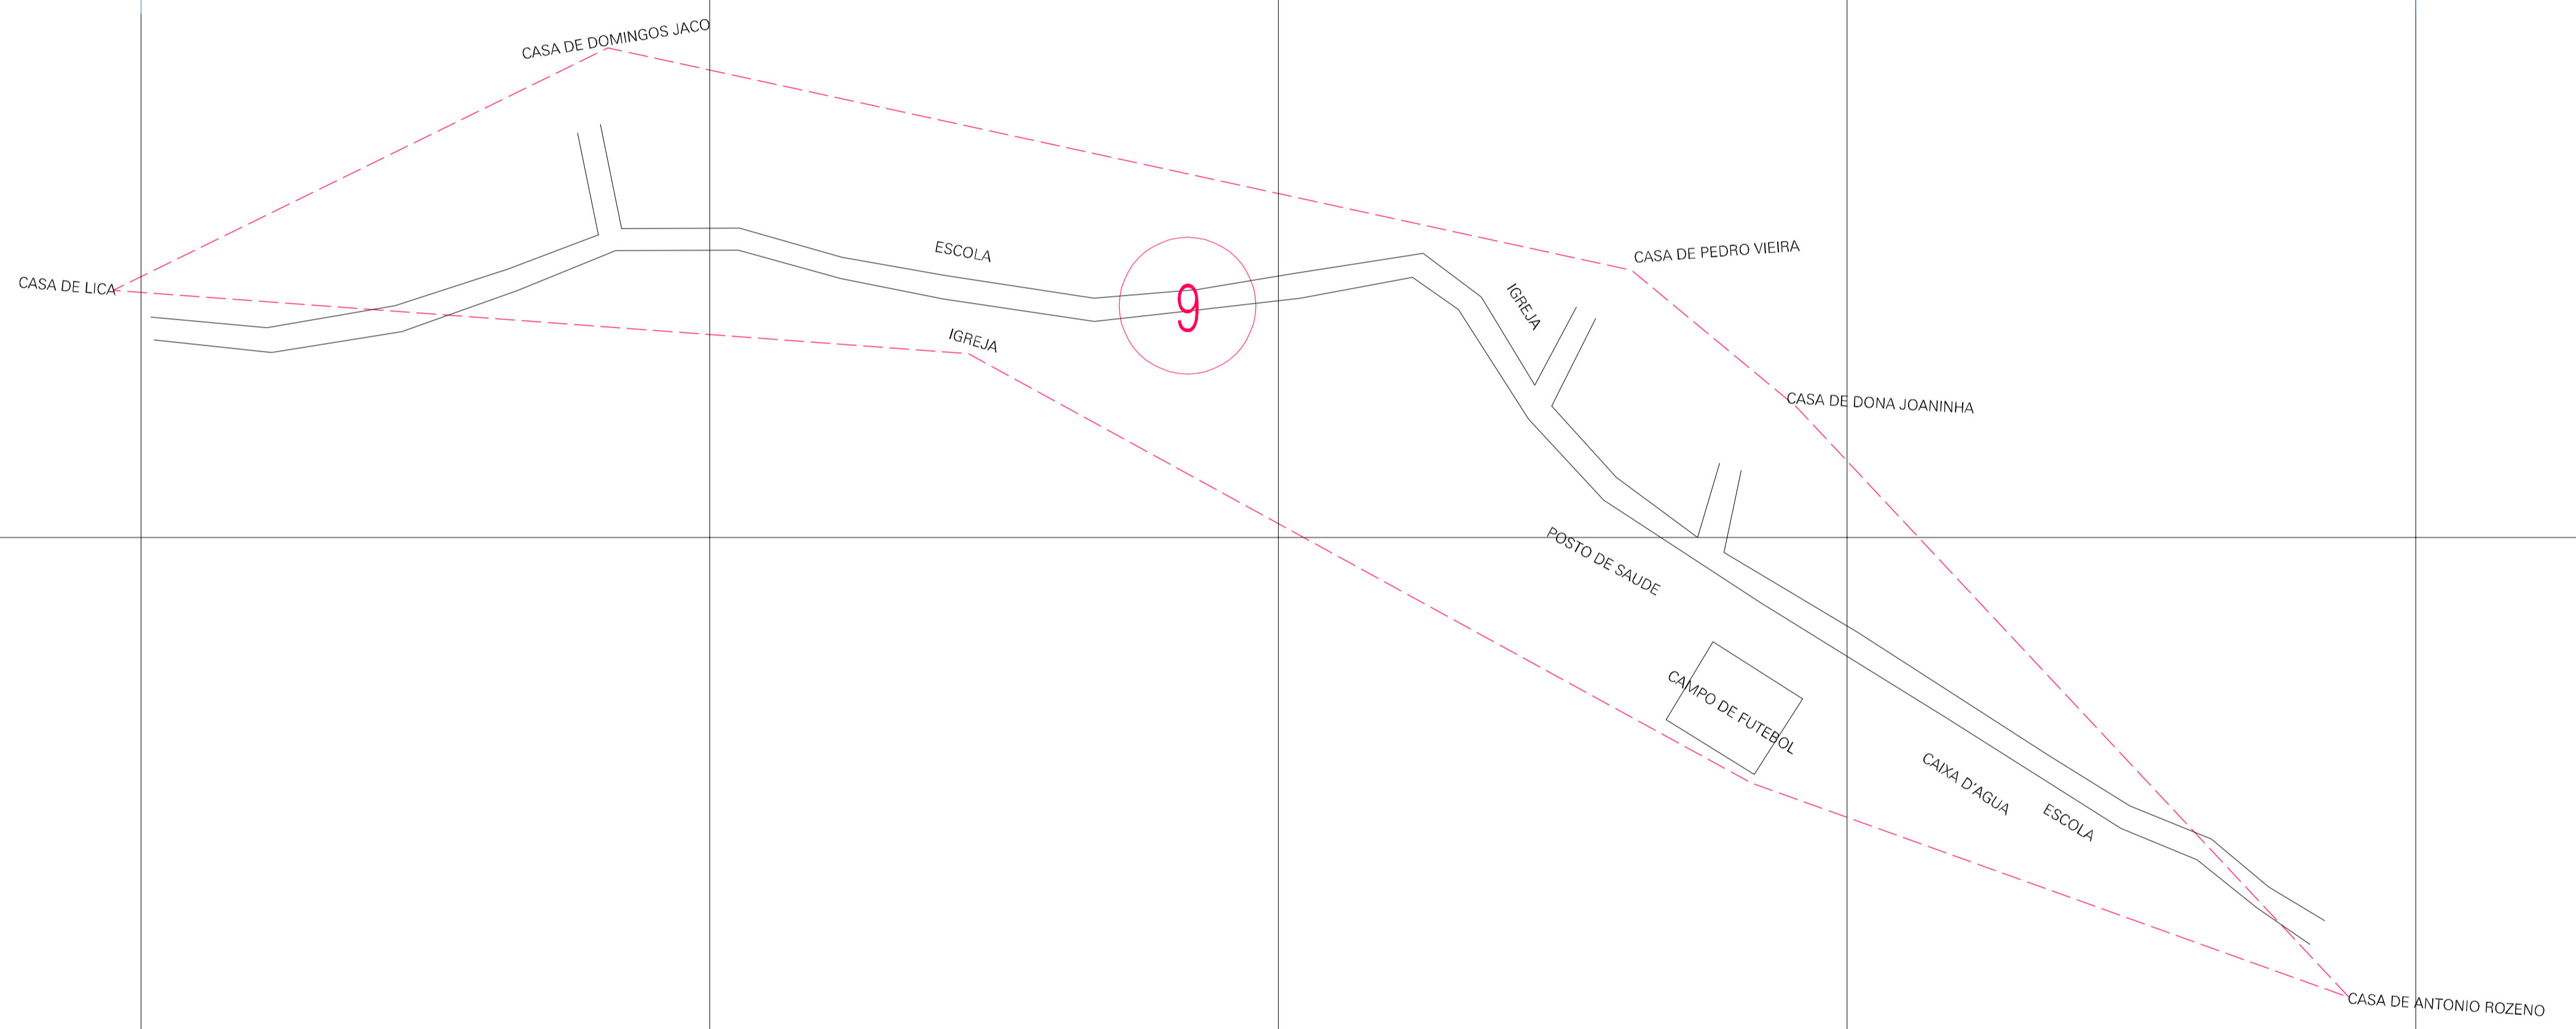 CASA DE DOMINGOS JACO
CASA DE LICA
ESCOLA
CASA DE PEDRO VIEIRA
9
IGREJA
IGREJA
CASA DE DONA JOANINHA
POSTO DE SAUDE
CAMPO DE FUTEBOL
CAIXA D'AGUA
ESCOLA
CASA DE ANTONIO ROZENO